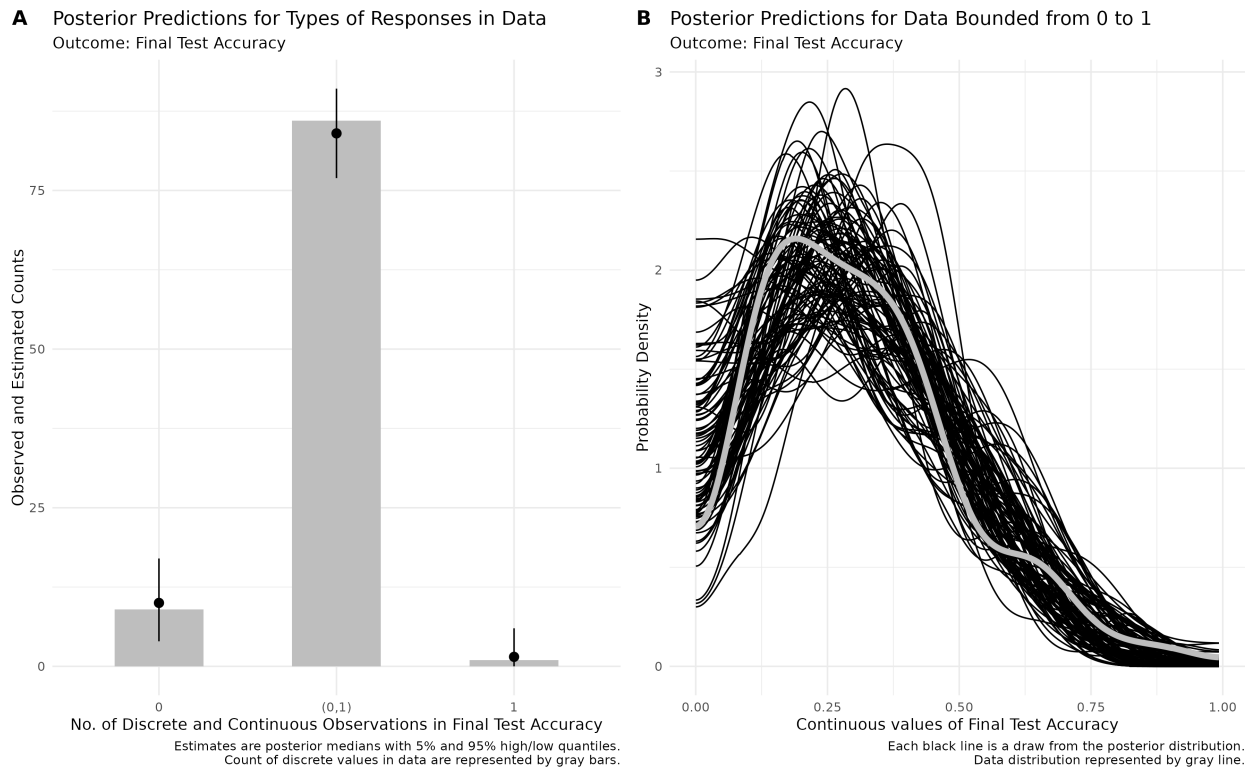 A Posterior Predictions for Types of Responses in Data
Outcome: Final Test Accuracy
Observed and Estimated Counts
75
50
25
0
0 (0,1) 1
No. of Discrete and Continuous Observations in Final Test Accuracy
Estimates are posterior medians with 5% and 95% high/low quantiles.
Count of discrete values in data are represented by gray bars.
B Posterior Predictions for Data Bounded from 0 to 1
Outcome: Final Test Accuracy
Probability Density
3
2
1
0
0.00 0.25 0.50 0.75 1.00
Continuous values of Final Test Accuracy
Each black line is a draw from the posterior distribution.
Data distribution represented by gray line.